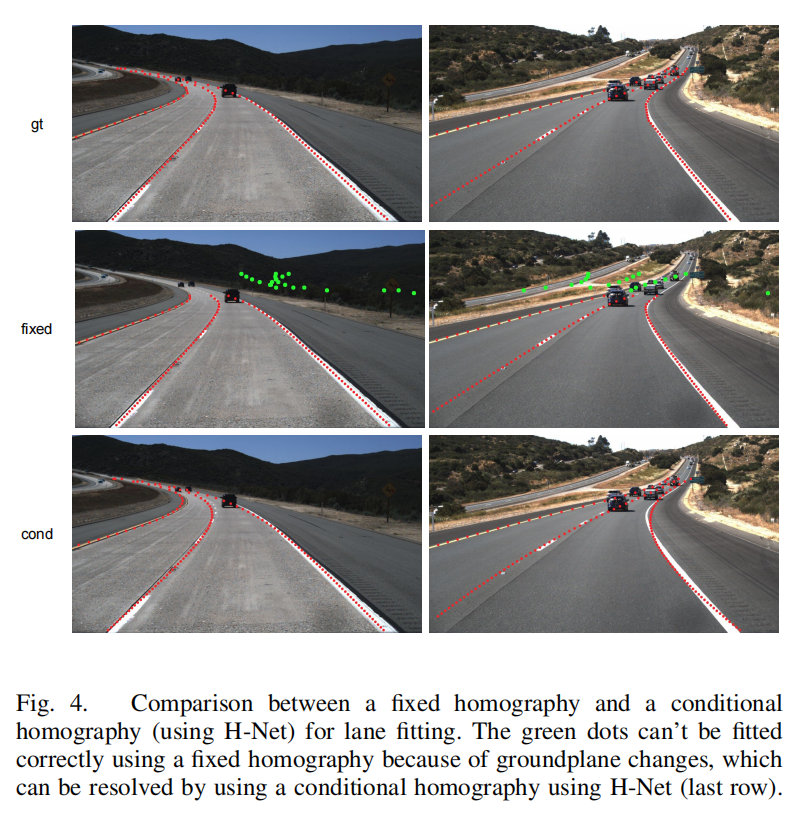 gt
fixed
cond
Fig. 4. Comparison between a fixed homography and a conditional
homography (using H-Net) for lane fitting. The green dots can't be fitted
correctly using a fixed homography because of groundplane changes, which
can be resolved by using a conditional homography using H-Net (last row).